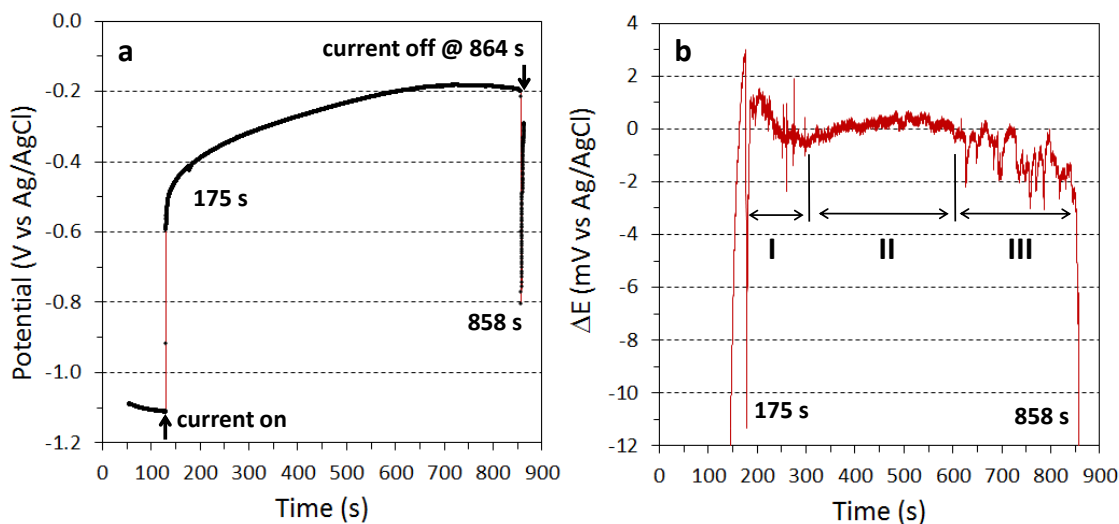 a
current off @ 864 s
175 s
858 s
current on
Potential (V vs Ag/AgCl)
0.0
-0.2
-0.4
-0.6
-0.8
-1.0
-1.2
0 100 200 300 400 500 600 700 800 900
Time (s)
b
I
II
III
175 s
858 s
ΔE (mV vs Ag/AgCl)
4
2
0
-2
-4
-6
-8
-10
-12
0 100 200 300 400 500 600 700 800 900
Time (s)